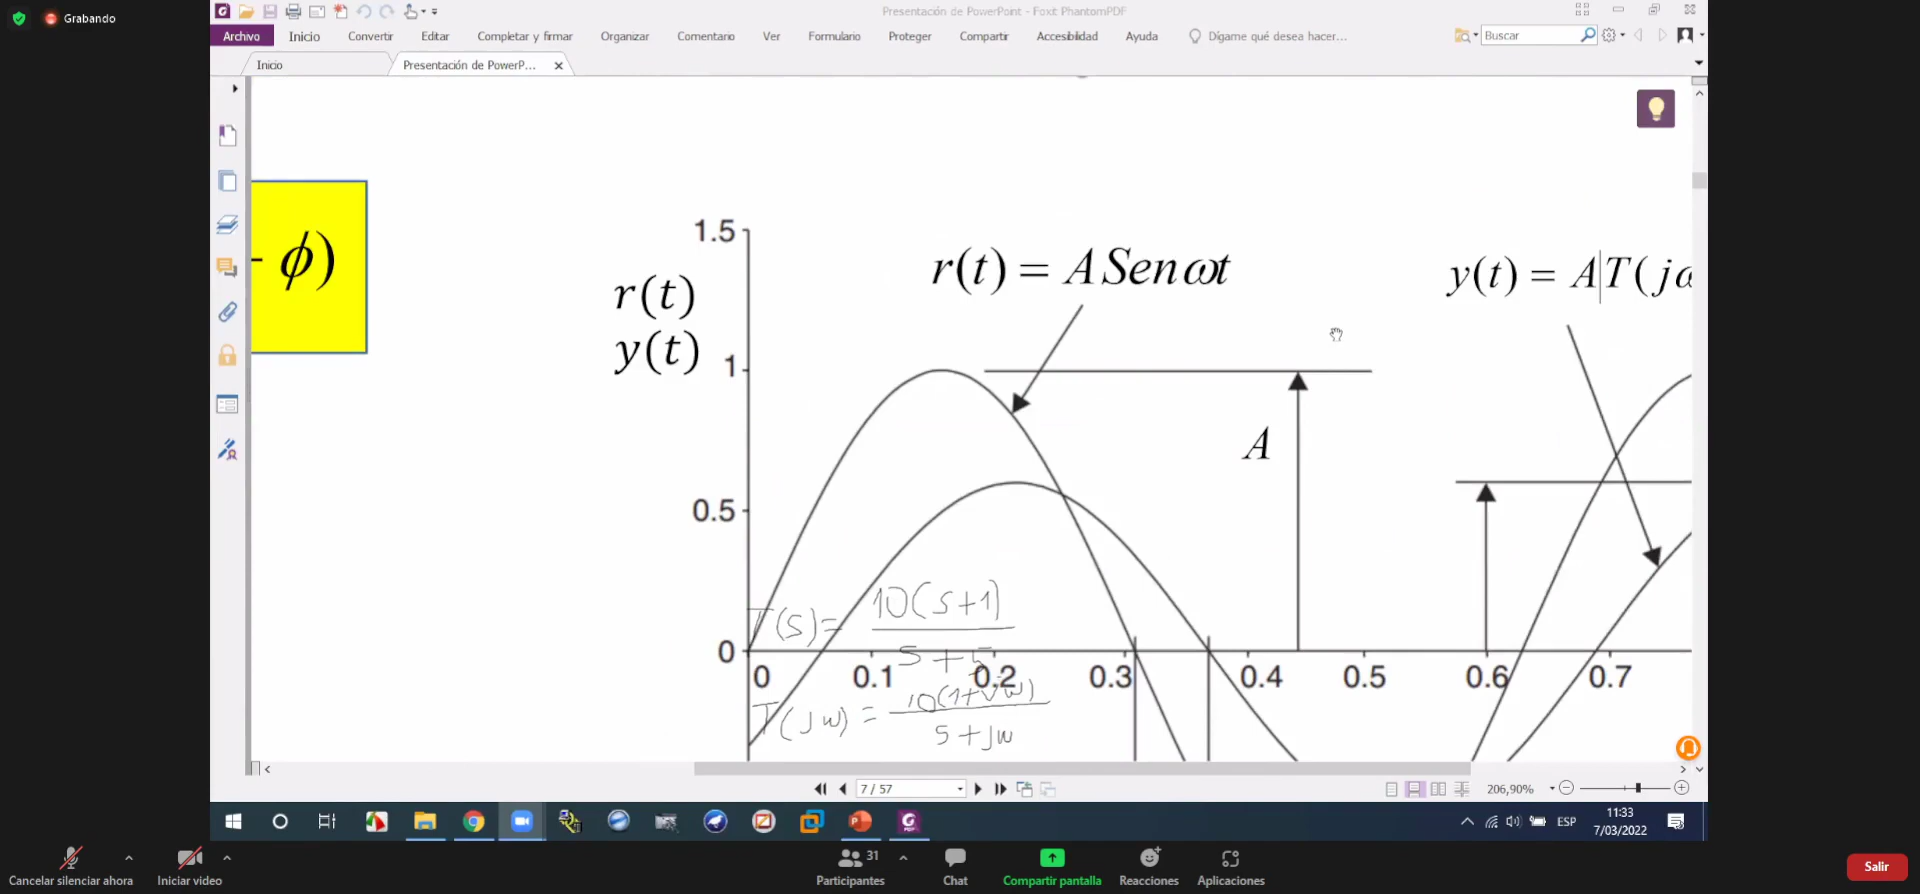 Grabando
Presentación de PowerPoint - Foxit PhantomPDF
Archivo Inicio Convertir Editar Completar y firmar Organizar Comentario Ver Formulario Proteger Compartir Accesibilidad Ayuda Dígame qué desea hacer... Buscar
Inicio Presentación de PowerP...
- ϕ)
1.5
r(t) = A Sen ωt
y(t) = A|T(jω
r(t)
y(t)
1
A
0.5
T(s) = 10(s+1)
s+5
0
0 0.1 0.2 0.3 0.4 0.5 0.6 0.7
T(jw) = 10(1+jw)
5+jw
7 / 57
206,90%
ESP
11:33
7/03/2022
Cancelar silenciar ahora
Iniciar video
31
Participantes
Chat
Compartir pantalla
Reacciones
Aplicaciones
Salir